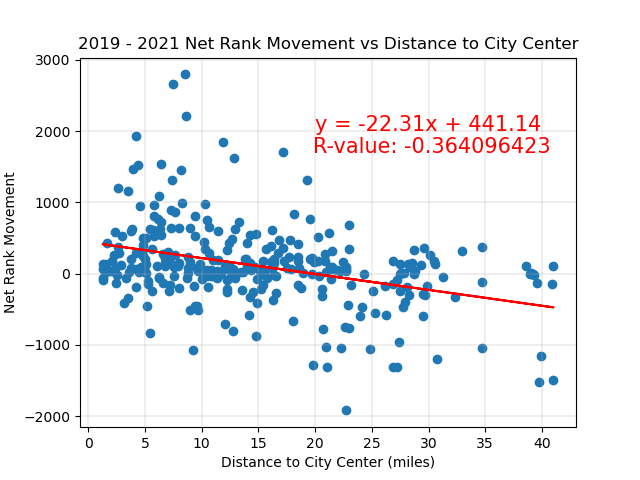 2019 - 2021 Net Rank Movement vs Distance to City Center
3000
2000
1000
0
−1000
−2000
Net Rank Movement
y = -22.31x + 441.14
R-value: -0.364096423
0 5 10 15 20 25 30 35 40
Distance to City Center (miles)